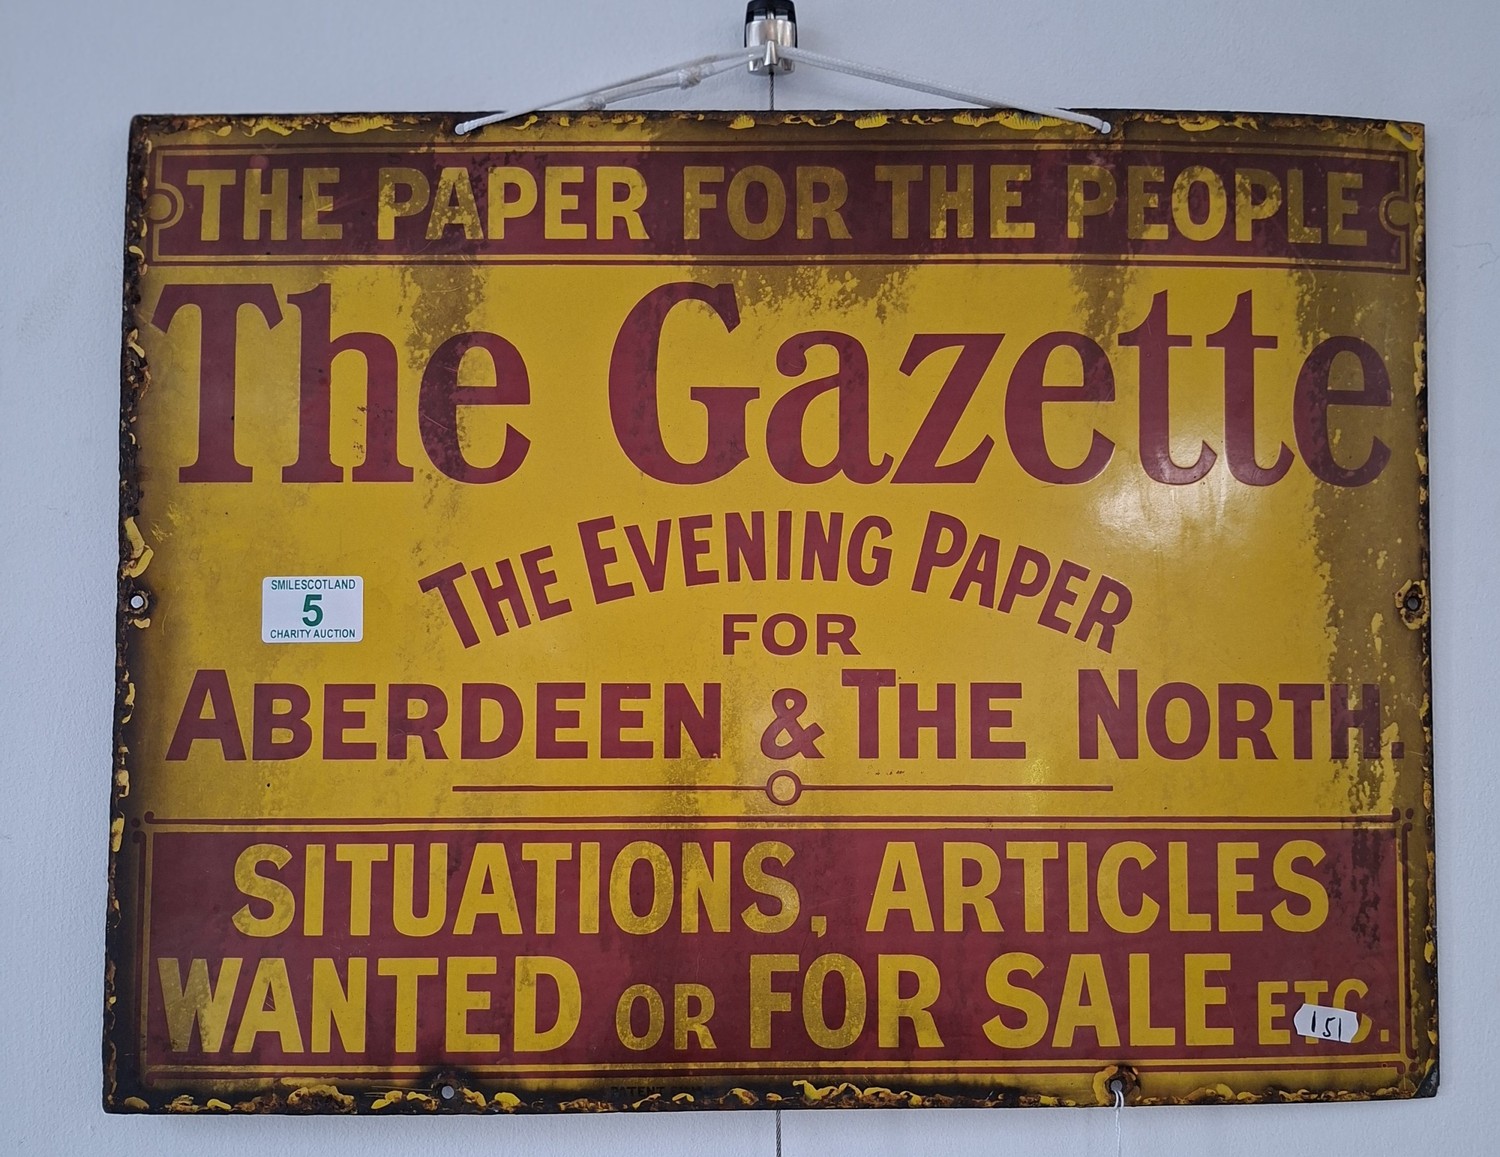 THE PAPER FOR THE PEOPLE
The Gazette
THE EVENING PAPER
FOR
ABERDEEN & THE NORTH.
SMILESCOTLAND
5
CHARITY AUCTION
SITUATIONS, ARTICLES
WANTED OR FOR SALE ETC.
151
PATENT